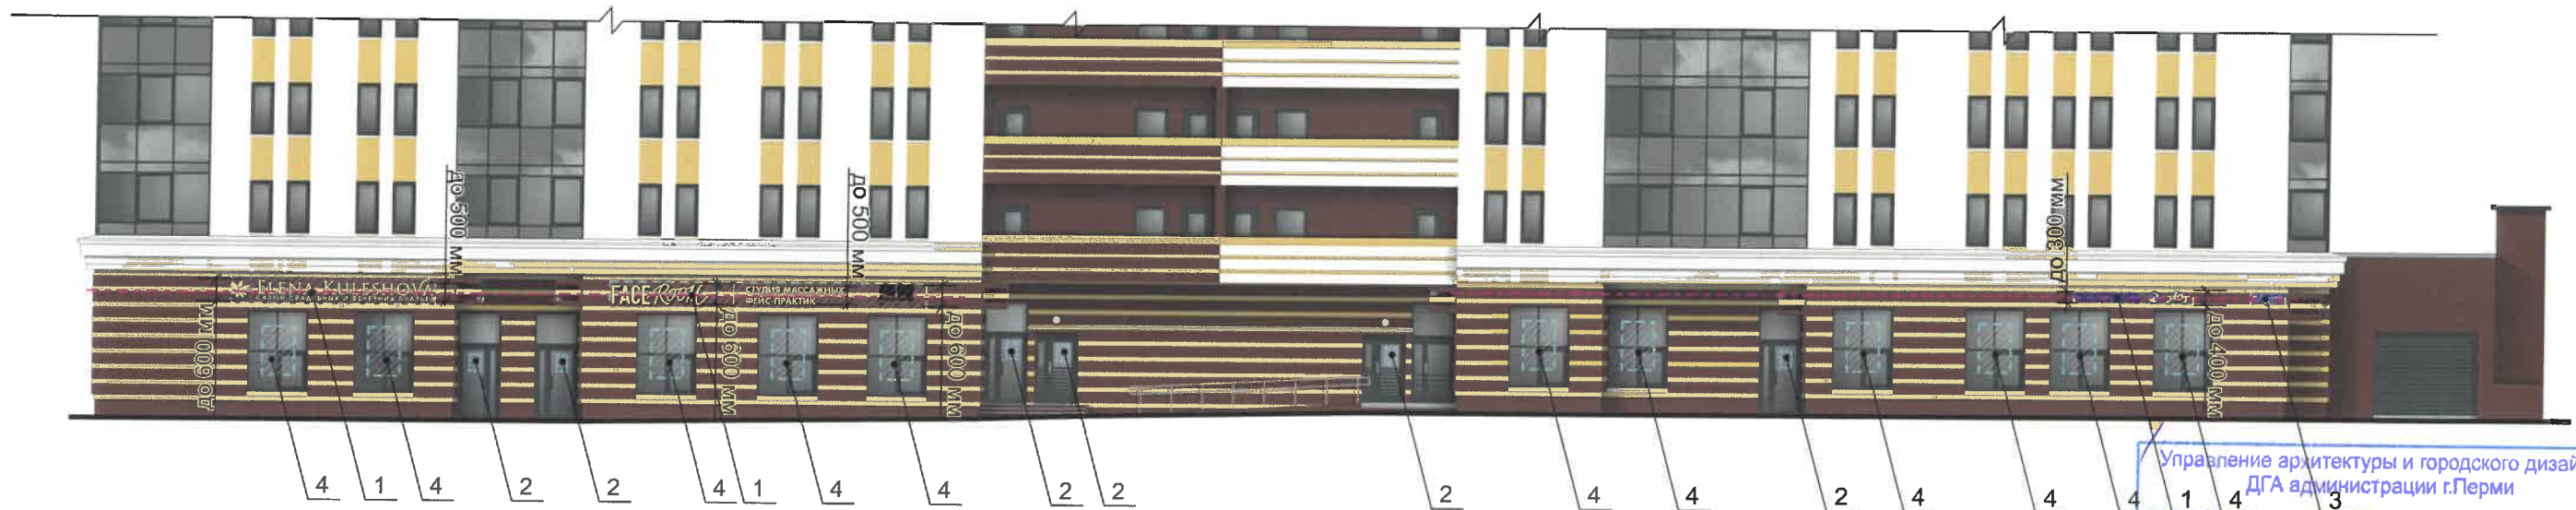 до 500 мм
до 500 мм
до 300 мм
ELENA KULESHOVA
FACE Room
СТУДИЯ МАССАЖНЫХ
ФЕЙС-ПРАКТИК
до 600 мм
до 600 мм
до 600 мм
до 400 мм
4 1 4 2 2 4 1 4 4 2 2 2 4 4 2 4 4 4 1 4 3
Управление архитектуры и городского дизай
ДГА администрации г.Перми